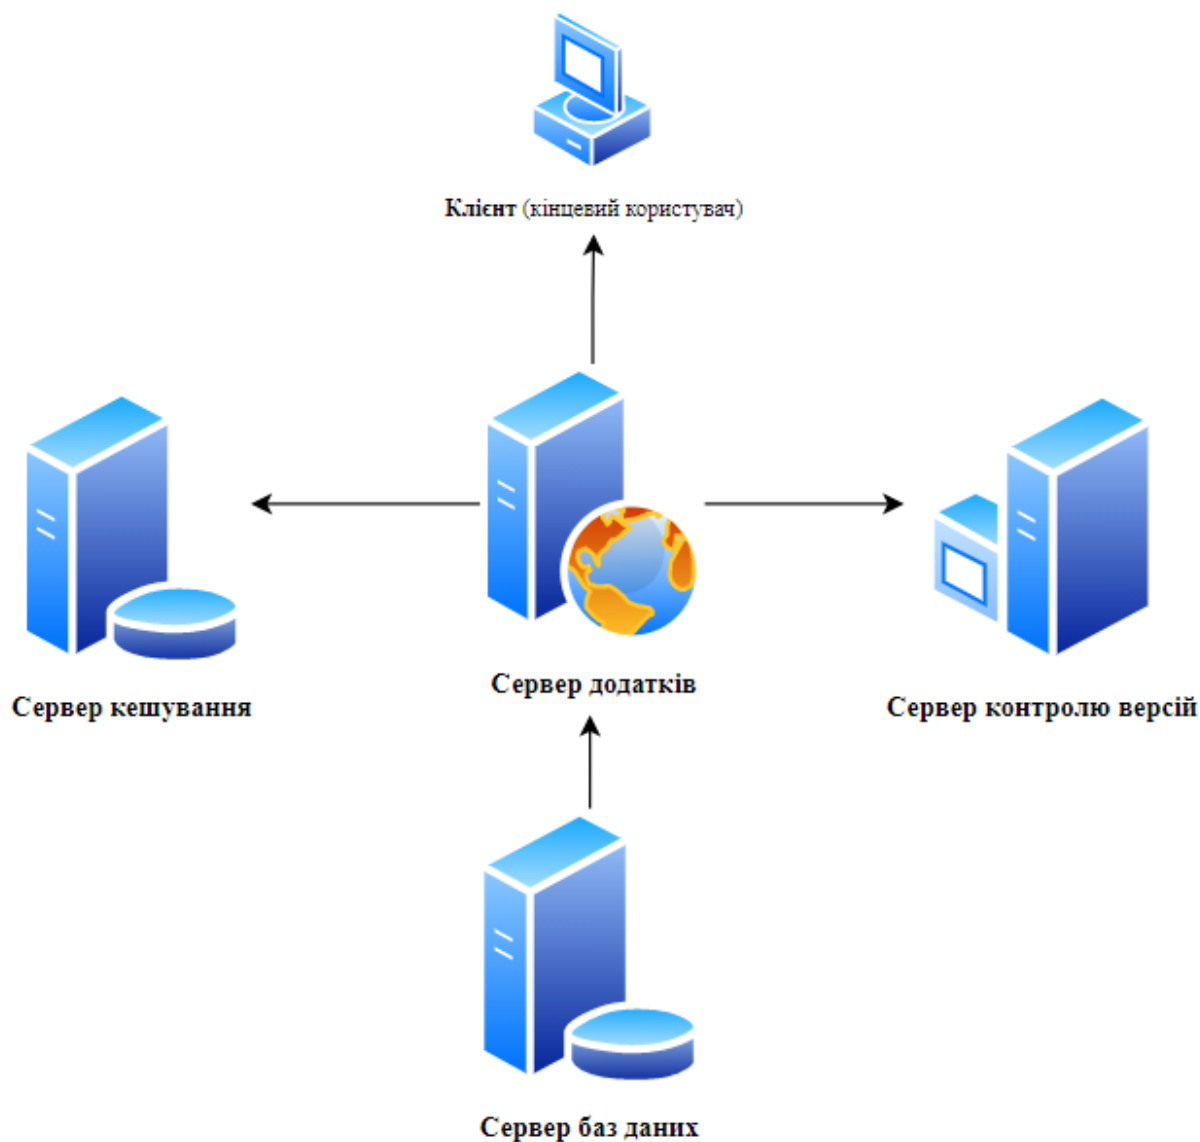 Клієнт (кінцевий користувач)
Сервер кешування
Сервер додатків
Сервер контролю версій
Сервер баз даних